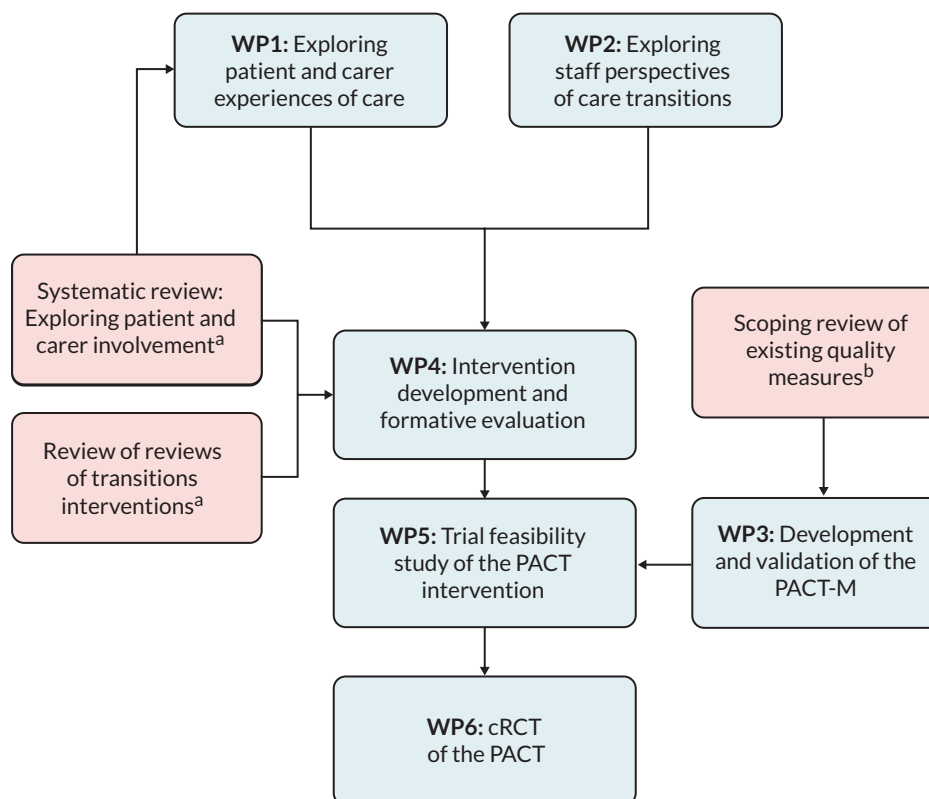 WP1: Exploring
patient and carer
experiences of care
WP2: Exploring
staff perspectives
of care transitions
Systematic review:
Exploring patient and
carer involvementᵃ
Scoping review of
existing quality
measuresᵇ
WP4: Intervention
development and
formative evaluation
Review of reviews
of transitions
interventionsᵃ
WP5: Trial feasibility
study of the PACT
intervention
WP3: Development
and validation of the
PACT-M
WP6: cRCT
of the PACT